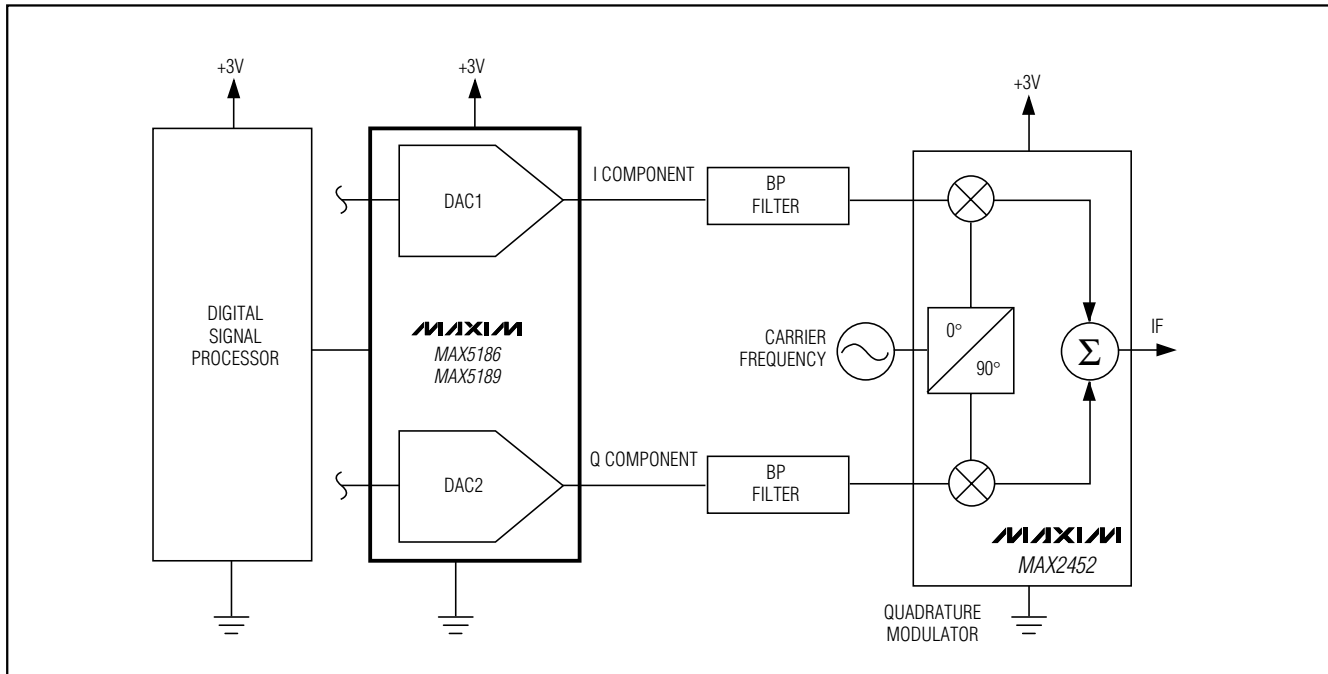 +3V
+3V
+3V
DIGITAL
SIGNAL
PROCESSOR
DAC1
MAXIM
MAX5186
MAX5189
DAC2
I COMPONENT
BP
FILTER
Q COMPONENT
BP
FILTER
CARRIER
FREQUENCY
0°
90°
Σ
IF
MAXIM
MAX2452
QUADRATURE
MODULATOR